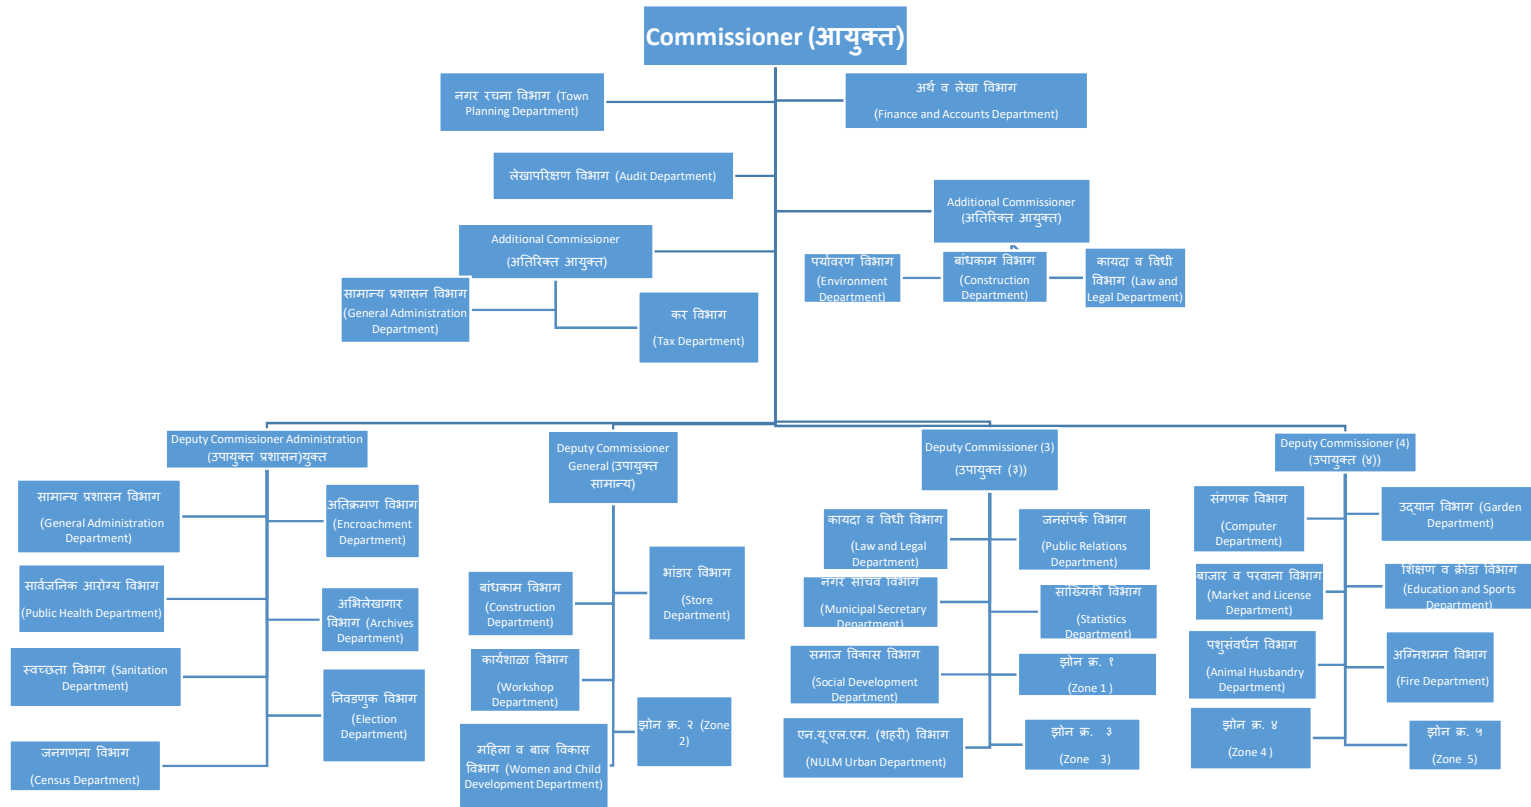 Commissioner (आयुक्त)
नगर रचना विभाग (Town
Planning Department)
अर्थ व लेखा विभाग
(Finance and Accounts Department)
लेखापरिक्षण विभाग (Audit Department)
Additional Commissioner
(अतिरिक्त आयुक्त)
Additional Commissioner
(अतिरिक्त आयुक्त)
पर्यावरण विभाग
(Environment
Department)
बांधकाम विभाग
(Construction
Department)
कायदा व विधी
विभाग (Law and
Legal Department)
सामान्य प्रशासन विभाग
(General Administration
Department)
कर विभाग
(Tax Department)
Deputy Commissioner Administration
(उपायुक्त प्रशासन)युक्त
सामान्य प्रशासन विभाग
(General Administration
Department)
अतिक्रमण विभाग
(Encroachment
Department)
सार्वजनिक आरोग्य विभाग
(Public Health Department)
अभिलेखागार
विभाग (Archives
Department)
स्वच्छता विभाग (Sanitation
Department)
निवडणुक विभाग
(Election
Department)
जनगणना विभाग
(Census Department)
Deputy Commissioner
General (उपायुक्त
सामान्य)
भांडार विभाग
(Store
Department)
बांधकाम विभाग
(Construction
Department)
कार्यशाळा विभाग
(Workshop
Department)
झोन क्र. २ (Zone
2)
महिला व बाल विकास
विभाग (Women and Child
Development Department)
Deputy Commissioner (3)
(उपायुक्त (३))
कायदा व विधी विभाग
(Law and Legal
Department)
जनसंपर्क विभाग
(Public Relations
Department)
नगर सचिव विभाग
(Municipal Secretary
Department)
सांख्यिकी विभाग
(Statistics
Department)
समाज विकास विभाग
(Social Development
Department)
झोन क्र. १
(Zone 1 )
एन.यू.एल.एम. (शहरी) विभाग
(NULM Urban Department)
झोन क्र. ३
(Zone 3)
Deputy Commissioner (4)
(उपायुक्त (४))
संगणक विभाग
(Computer
Department)
उद्यान विभाग (Garden
Department)
बाजार व परवाना विभाग
(Market and License
Department)
शिक्षण व क्रीडा विभाग
(Education and Sports
Department)
पशुसंवर्धन विभाग
(Animal Husbandry
Department)
अग्निशमन विभाग
(Fire Department)
झोन क्र. ४
(Zone 4 )
झोन क्र. ५
(Zone 5)